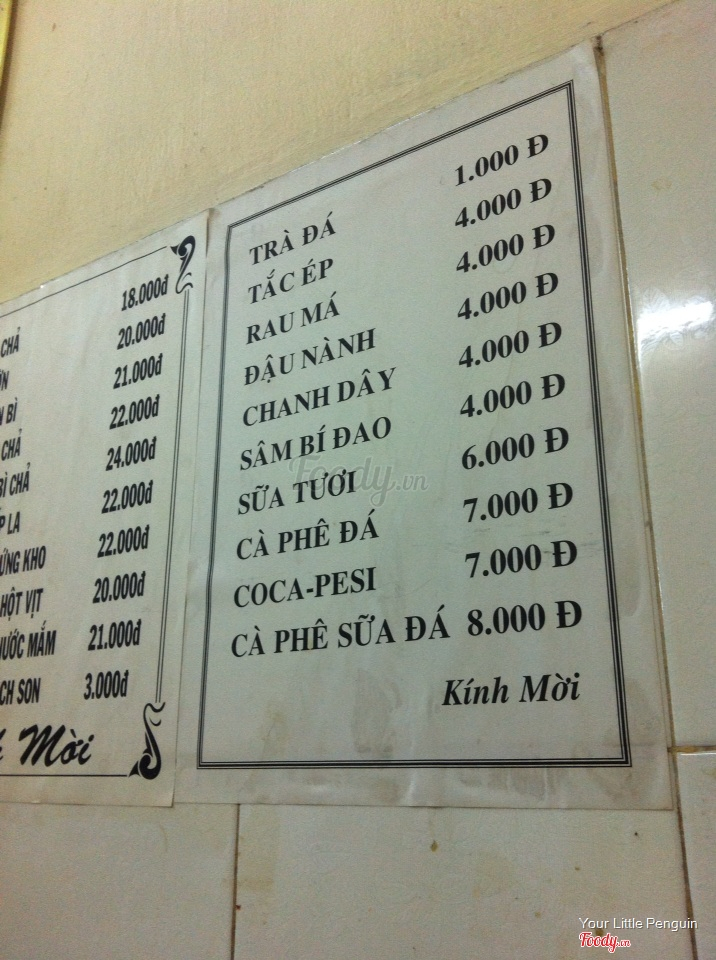 CHẢ 18.000đ
20.000đ
BÌ 21.000đ
CHẢ 22.000đ
BÌ CHẢ 24.000đ
LA 22.000đ
KHO 22.000đ
HỘT VỊT 20.000đ
MẮM 21.000đ
SON 3.000đ
Mời
TRÀ ĐÁ 1.000 Đ
TẮC ÉP 4.000 Đ
RAU MÁ 4.000 Đ
ĐẬU NÀNH 4.000 Đ
CHANH DÂY 4.000 Đ
SÂM BÍ ĐAO 4.000 Đ
SỮA TƯƠI 6.000 Đ
CÀ PHÊ ĐÁ 7.000 Đ
COCA-PESI 7.000 Đ
CÀ PHÊ SỮA ĐÁ 8.000 Đ
Kính Mời
Foody.vn
Your Little Penguin
Foody.vn